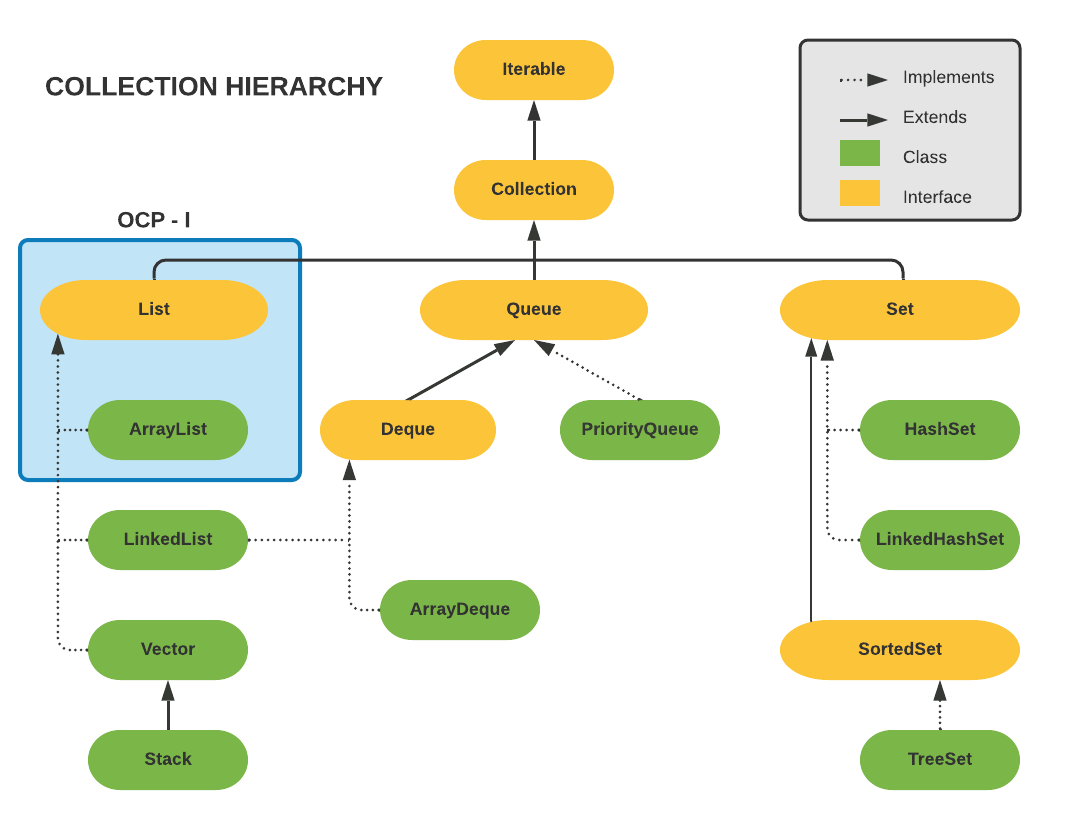 COLLECTION HIERARCHY
Iterable
Implements
Extends
Class
Interface
Collection
OCP - I
List
Queue
Set
ArrayList
Deque
PriorityQueue
HashSet
LinkedList
LinkedHashSet
ArrayDeque
Vector
SortedSet
Stack
TreeSet